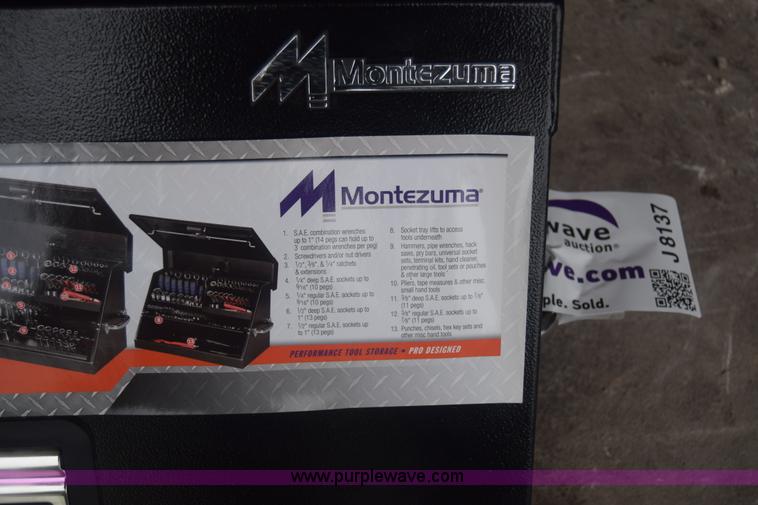 Montezuma
Montezuma®
1. S.A.E. combination wrenches
up to 1" (14 pegs can hold up to
3 combination wrenches per peg)
2. Screwdrivers and/or nut drivers
3. 1/2", 3/8", & 1/4" ratchets
& extensions
4. 1/4" deep S.A.E. sockets up to
9/16" (10 pegs)
5. 1/4" regular S.A.E. sockets up to
9/16" (10 pegs)
6. 1/2" deep S.A.E. sockets up to
1" (13 pegs)
7. 1/2" regular S.A.E. sockets up
to 1" (13 pegs)
8. Socket tray lifts to access
tools underneath
9. Hammers, pipe wrenches, hack
saws, pry bars, universal socket
sets, terminal kits, hand cleaner,
penetrating oil, tool sets or pouches
& other large tools
10. Pliers, tape measures & other misc.
small hand tools
11. 3/8" deep S.A.E. sockets up to 7/8"
(11 pegs)
12. 3/8" regular S.A.E. sockets up to
7/8" (11 pegs)
13. Punches, chisels, hex key sets and
other misc hand tools
PERFORMANCE TOOL STORAGE • PRO DESIGNED
wave
auction®
ve.com
ple. Sold.
J 8137
www.purplewave.com